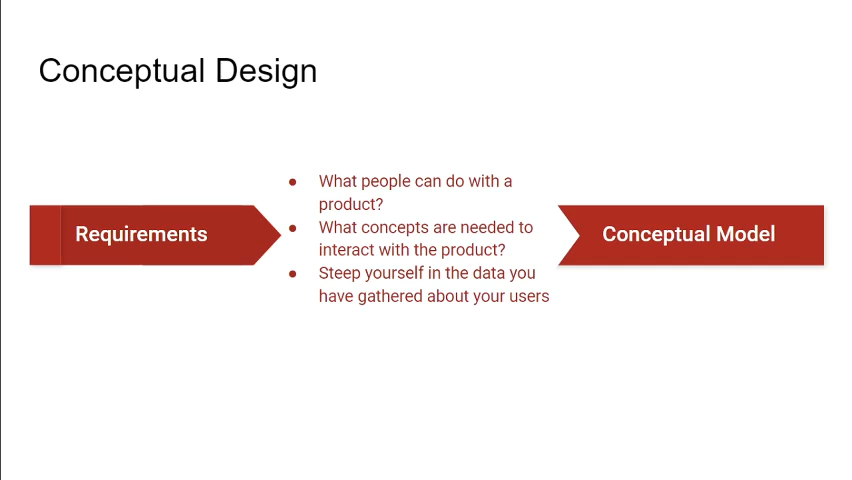 Conceptual Design
Requirements
● What people can do with a
product?
● What concepts are needed to
interact with the product?
● Steep yourself in the data you
have gathered about your users
Conceptual Model